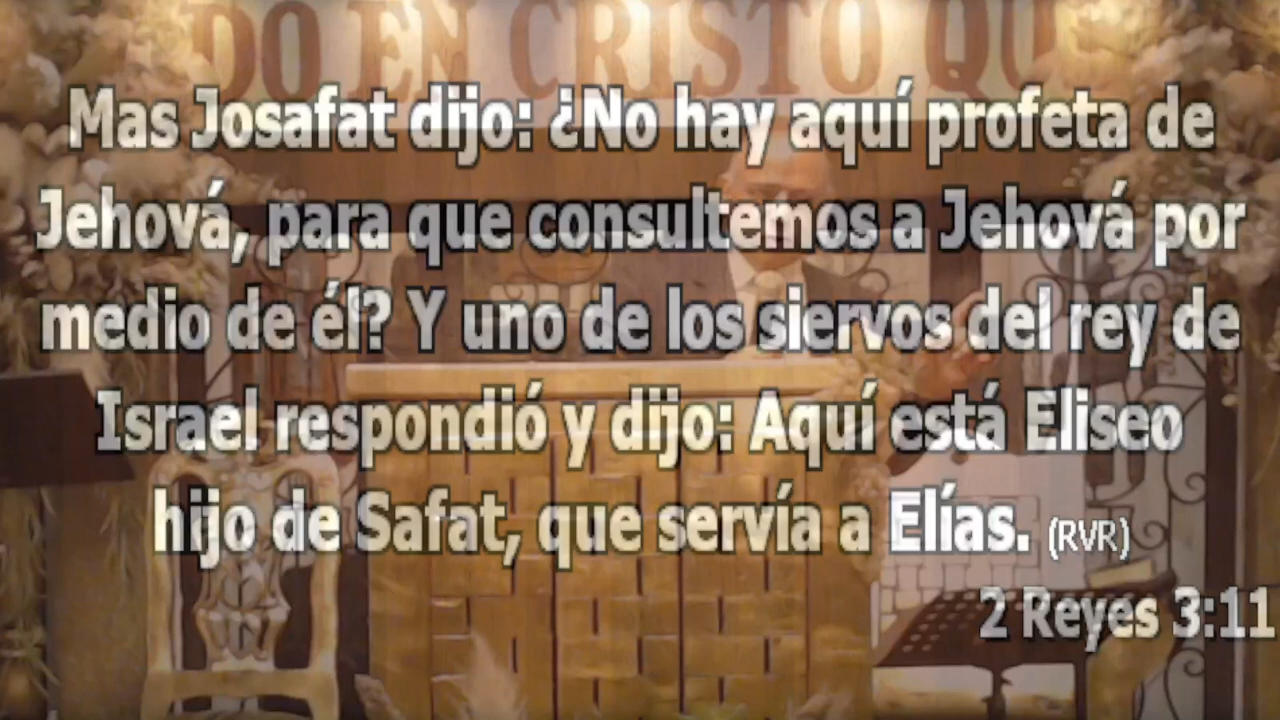 DO EN CRISTO QU
Mas Josafat dijo: ¿No hay aquí profeta de
Jehová, para que consultemos a Jehová por
medio de él? Y uno de los siervos del rey de
Israel respondió y dijo: Aquí está Eliseo
hijo de Safat, que servía a Elías. (RVR)
2 Reyes 3:11